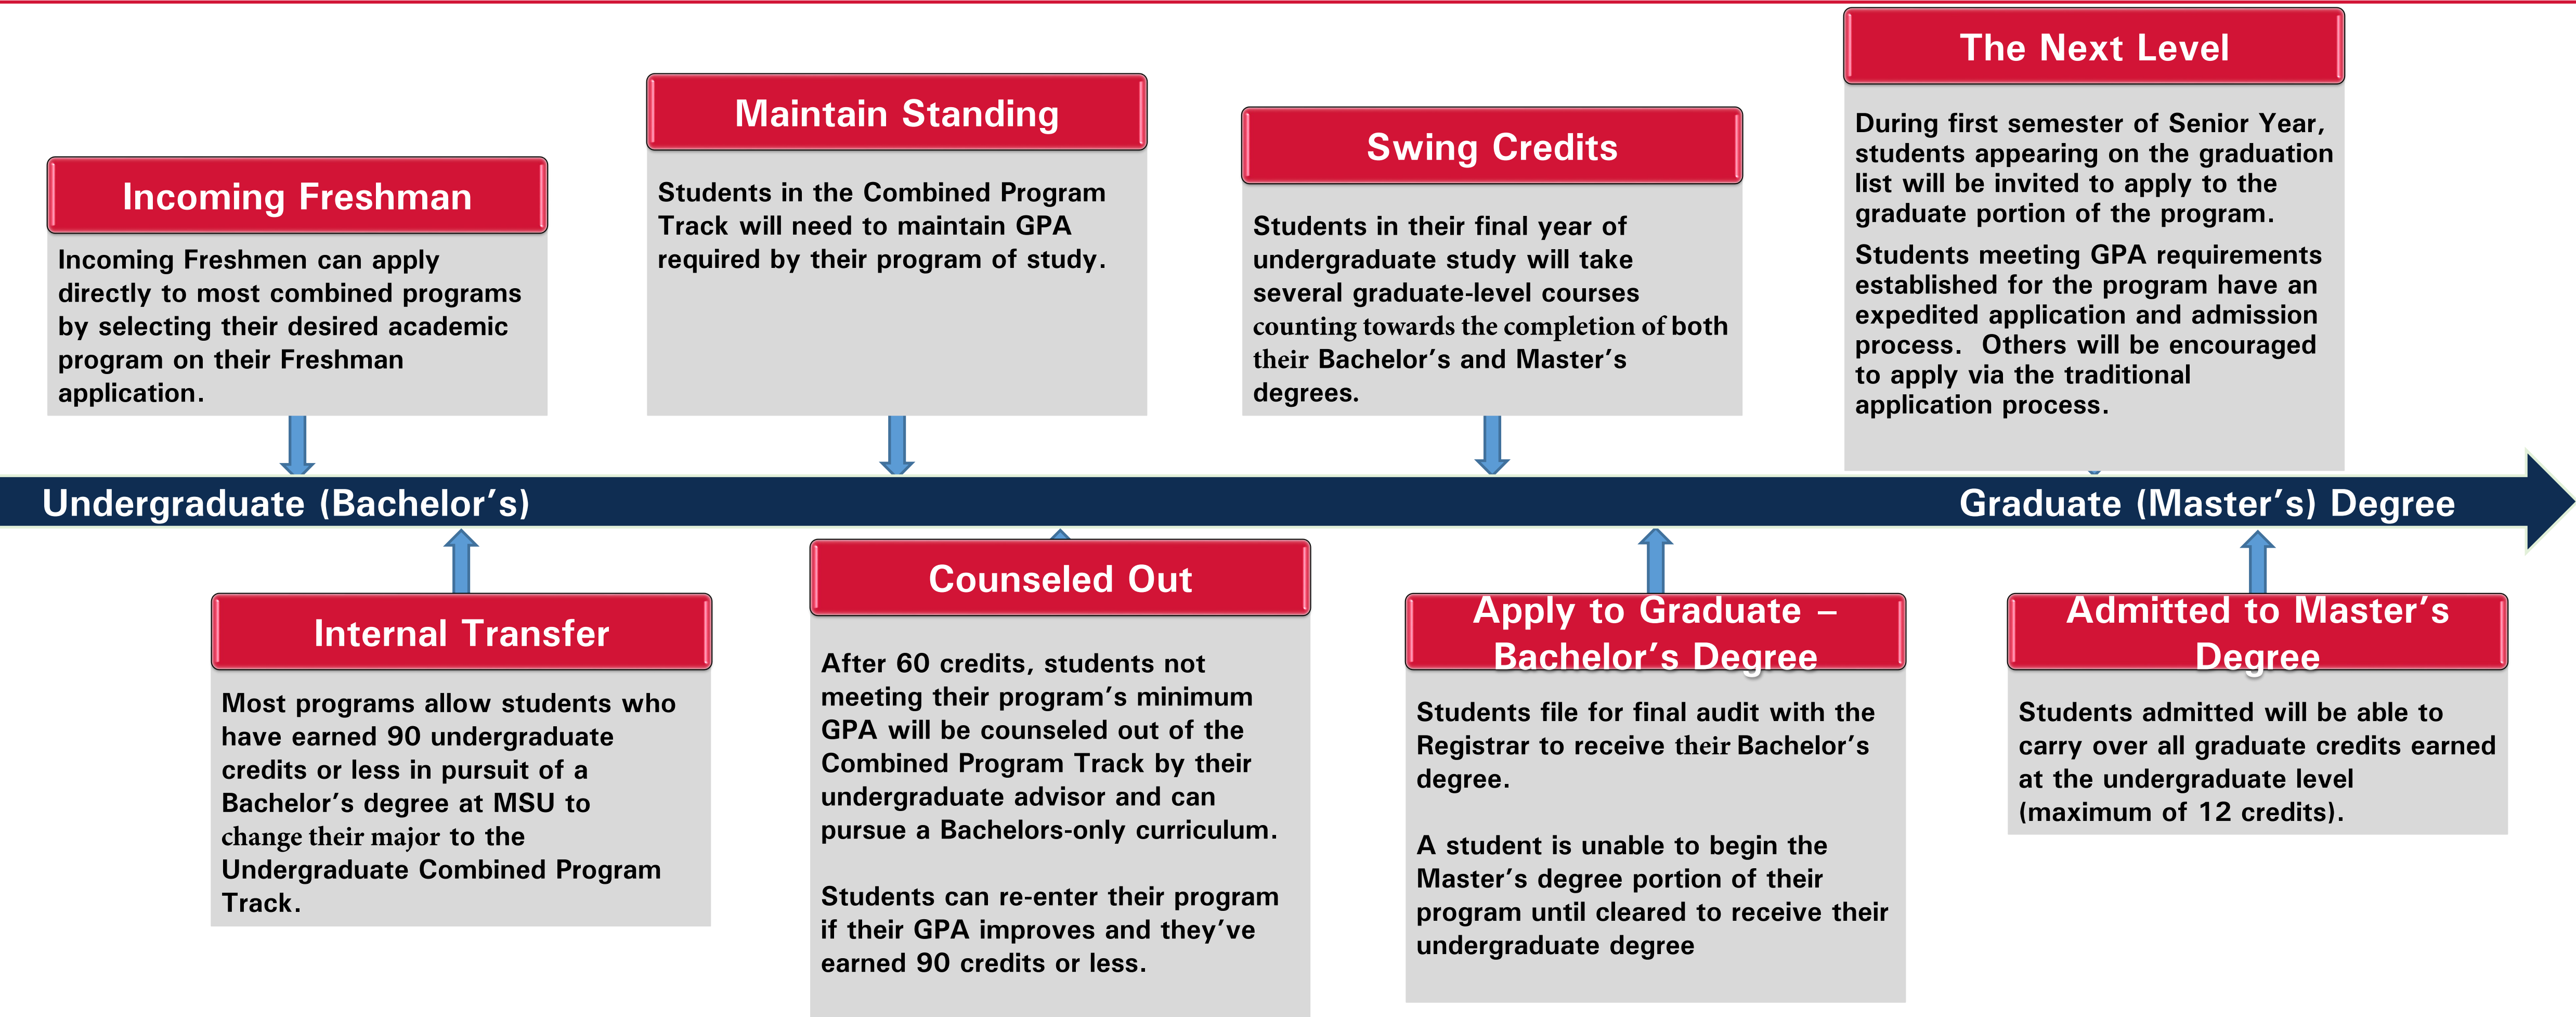 Incoming Freshman
Incoming Freshmen can apply
directly to most combined programs
by selecting their desired academic
program on their Freshman
application.
Maintain Standing
Students in the Combined Program
Track will need to maintain GPA
required by their program of study.
Swing Credits
Students in their final year of
undergraduate study will take
several graduate-level courses
counting towards the completion of both
their Bachelor’s and Master’s
degrees.
The Next Level
During first semester of Senior Year,
students appearing on the graduation
list will be invited to apply to the
graduate portion of the program.
Students meeting GPA requirements
established for the program have an
expedited application and admission
process.  Others will be encouraged
to apply via the traditional
application process.
Undergraduate (Bachelor’s)
Graduate (Master’s) Degree
Internal Transfer
Most programs allow students who
have earned 90 undergraduate
credits or less in pursuit of a
Bachelor’s degree at MSU to
change their major to the
Undergraduate Combined Program
Track.
Counseled Out
After 60 credits, students not
meeting their program’s minimum
GPA will be counseled out of the
Combined Program Track by their
undergraduate advisor and can
pursue a Bachelors-only curriculum.
Students can re-enter their program
if their GPA improves and they’ve
earned 90 credits or less.
Apply to Graduate –
Bachelor’s Degree
Students file for final audit with the
Registrar to receive their Bachelor’s
degree.
A student is unable to begin the
Master’s degree portion of their
program until cleared to receive their
undergraduate degree
Admitted to Master’s
Degree
Students admitted will be able to
carry over all graduate credits earned
at the undergraduate level
(maximum of 12 credits).